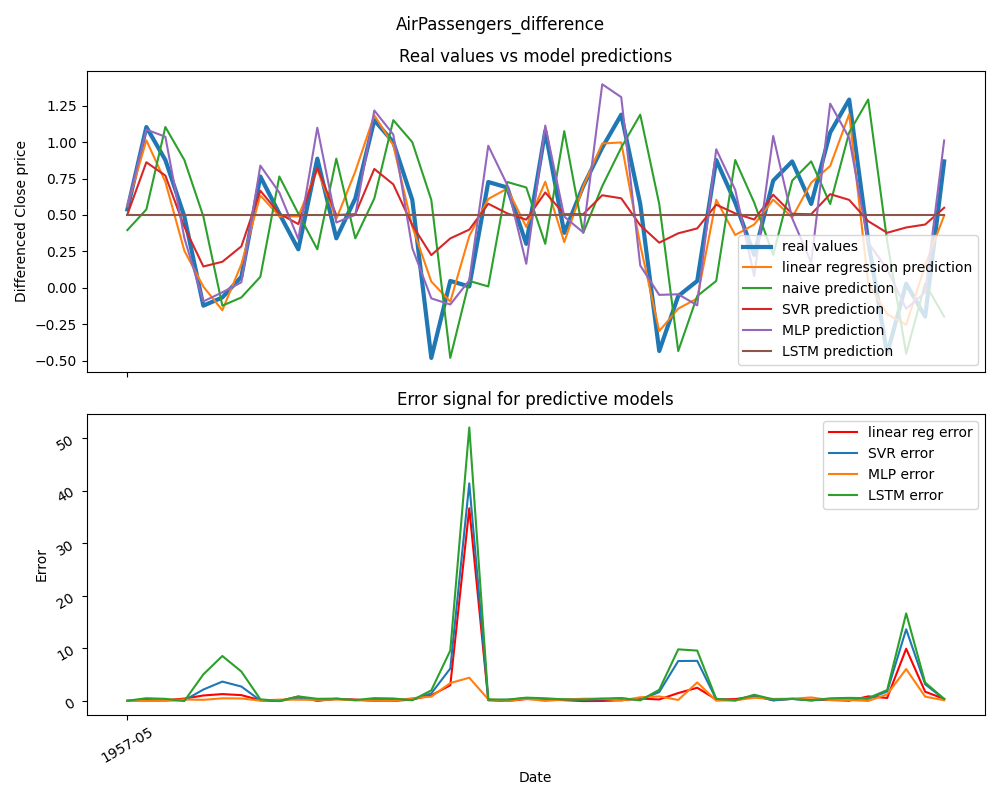 AirPassengers_difference
Real values vs model predictions
Differenced Close price
1.25
1.00
0.75
0.50
0.25
0.00
−0.25
−0.50
real values
linear regression prediction
naive prediction
SVR prediction
MLP prediction
LSTM prediction
Error signal for predictive models
Error
50
40
30
20
10
0
linear reg error
SVR error
MLP error
LSTM error
1957-05
Date